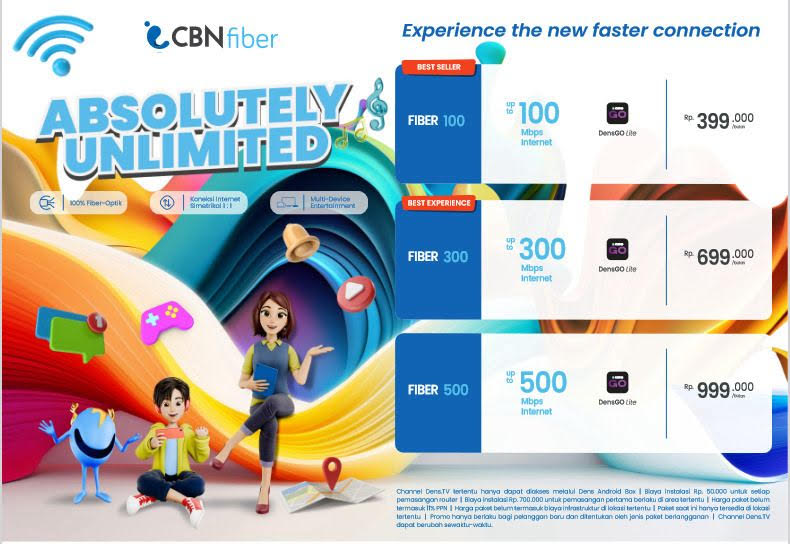 CBN fiber
Experience the new faster connection
ABSOLUTELY
UNLIMITED
100% Fiber-Optik
Koneksi Internet
Simetrikal 1 : 1
Multi-Device
Entertainment
BEST SELLER
FIBER 100
up to 100
Mbps
Internet
GO
DensGO Lite
Rp. 399.000
/bulan
BEST EXPERIENCE
FIBER 300
up to 300
Mbps
Internet
GO
DensGO Lite
Rp. 699.000
/bulan
FIBER 500
up to 500
Mbps
Internet
GO
DensGO Lite
Rp. 999.000
/bulan
Channel Dens.TV tertentu hanya dapat diakses melalui Dens Android Box | Biaya instalasi Rp. 50.000 untuk setiap
pemasangan router | Biaya instalasi Rp. 700.000 untuk pemasangan pertama berlaku di area tertentu | Harga paket belum
termasuk 11% PPN | Harga paket belum termasuk biaya infrastruktur di lokasi tertentu | Paket saat ini hanya tersedia di lokasi
tertentu | Promo hanya berlaku bagi pelanggan baru dan ditentukan oleh jenis paket berlangganan | Channel Dens.TV
dapat berubah sewaktu-waktu.